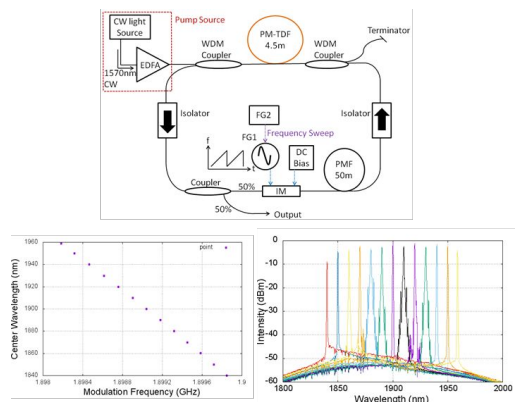 CW light
Source
Pump Source
EDFA
1570nm
CW
WDM
Coupler
PM-TDF
4.5m
WDM
Coupler
Terminator
Isolator
Isolator
FG2
FG1
Frequency Sweep
f
t
DC
Bias
PMF
50m
Coupler
50%
IM
50%
Output
1960
1940
1920
1900
1880
1860
1840
Center Wavelength (nm)
point
1.898
1.8984
1.8988
1.8992
1.8996
1.9
Modulation Frequency (GHz)
0
-10
-20
-30
-40
-50
-60
Intensity (dBm)
1800
1850
1900
1950
2000
Wavelength (nm)